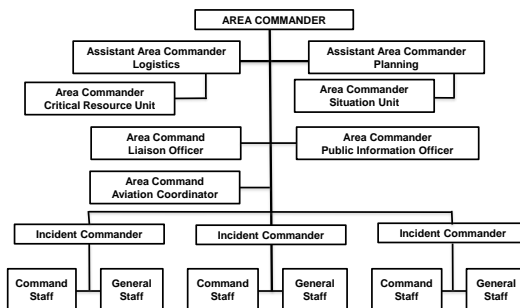 AREA COMMANDER
Assistant Area Commander
Logistics
Assistant Area Commander
Planning
Area Commander
Critical Resource Unit
Area Commander
Situation Unit
Area Command
Liaison Officer
Area Commander
Public Information Officer
Area Command
Aviation Coordinator
Incident Commander
Incident Commander
Incident Commander
Command
Staff
General
Staff
Command
Staff
General
Staff
Command
Staff
General
Staff